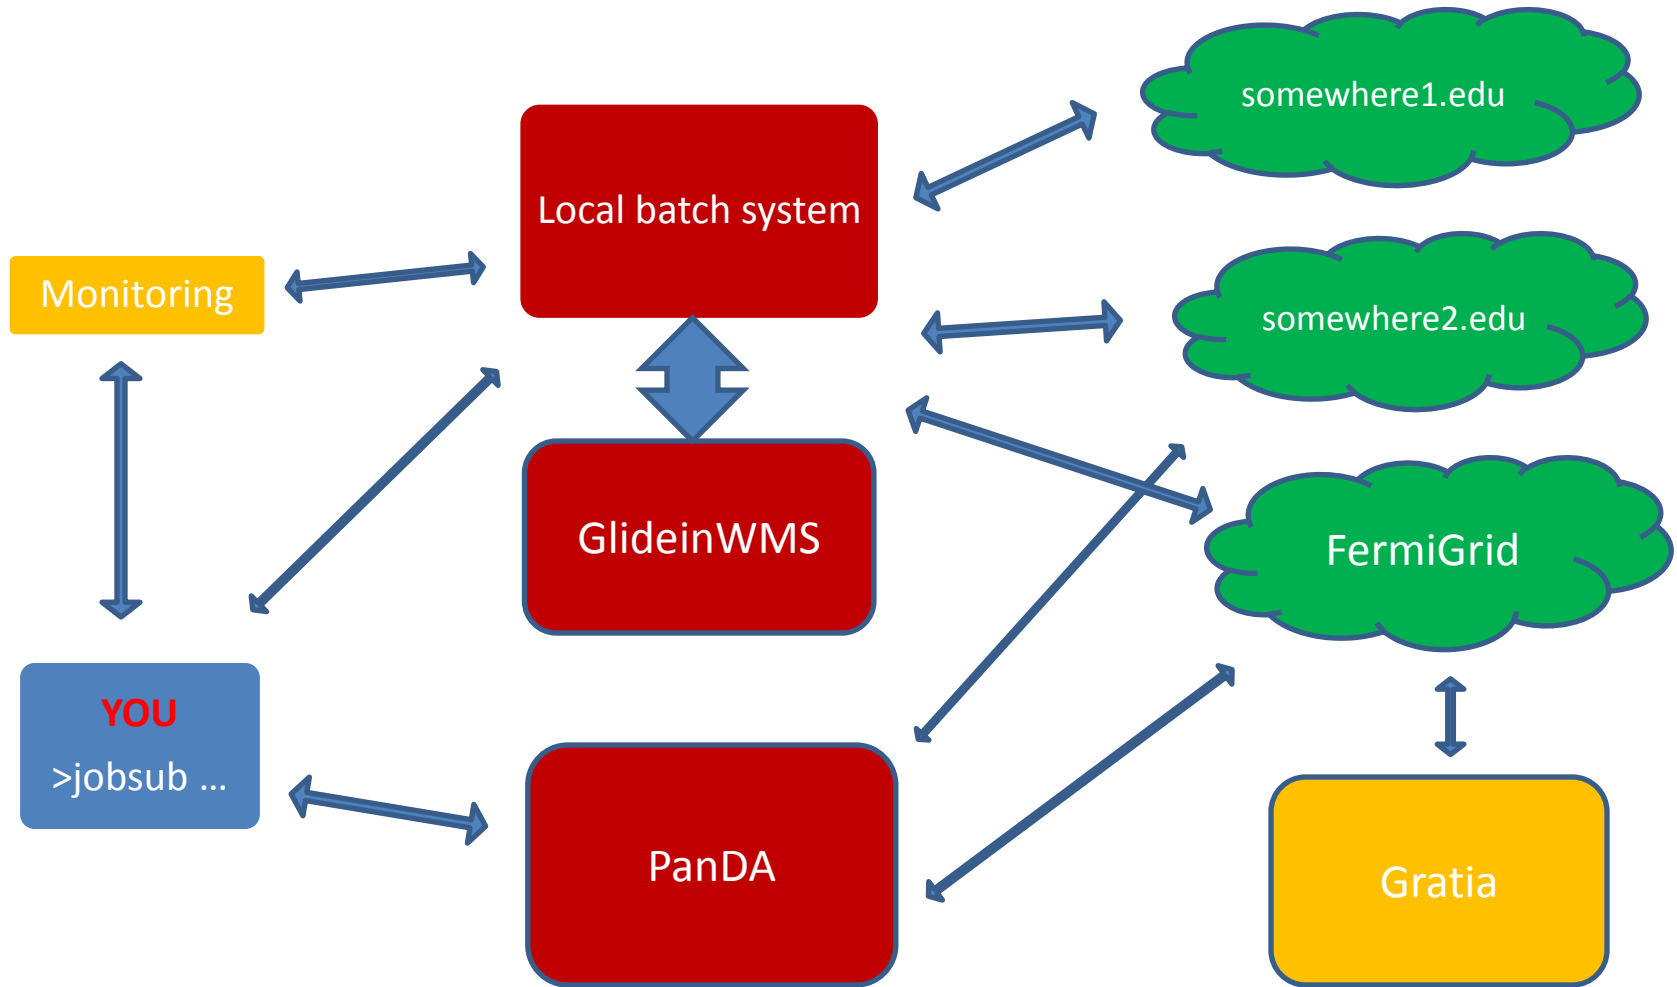 somewhere1.edu
Local batch system
Monitoring
somewhere2.edu
GlideinWMS
FermiGrid
YOU
>jobsub ...
PanDA
Gratia